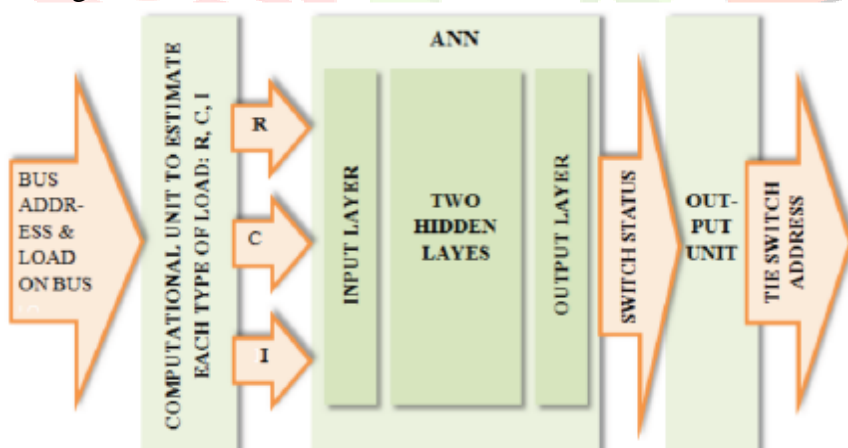 BUS
ADDR-
ESS &
LOAD
ON BUS
COMPUTATIONAL UNIT TO ESTIMATE
EACH TYPE OF LOAD: R, C, I
R
C
I
ANN
INPUT LAYER
TWO
HIDDEN
LAYES
OUTPUT LAYER
SWITCH STATUS
OUT-
PUT
UNIT
TIE SWITCH
ADDRESS